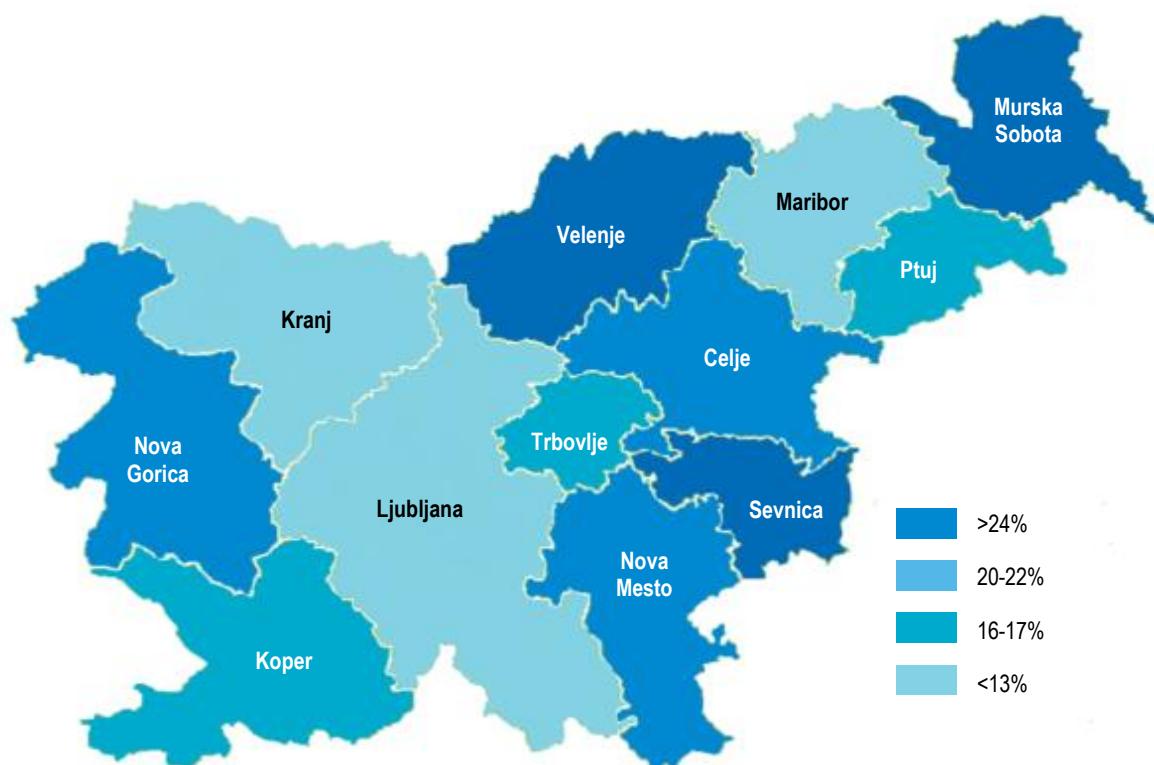 Murska
Sobota
Maribor
Velenje
Ptuj
Kranj
Celje
Trbovlje
Nova
Gorica
Ljubljana
Sevnica
Nova
Mesto
Koper
>24%
20-22%
16-17%
<13%